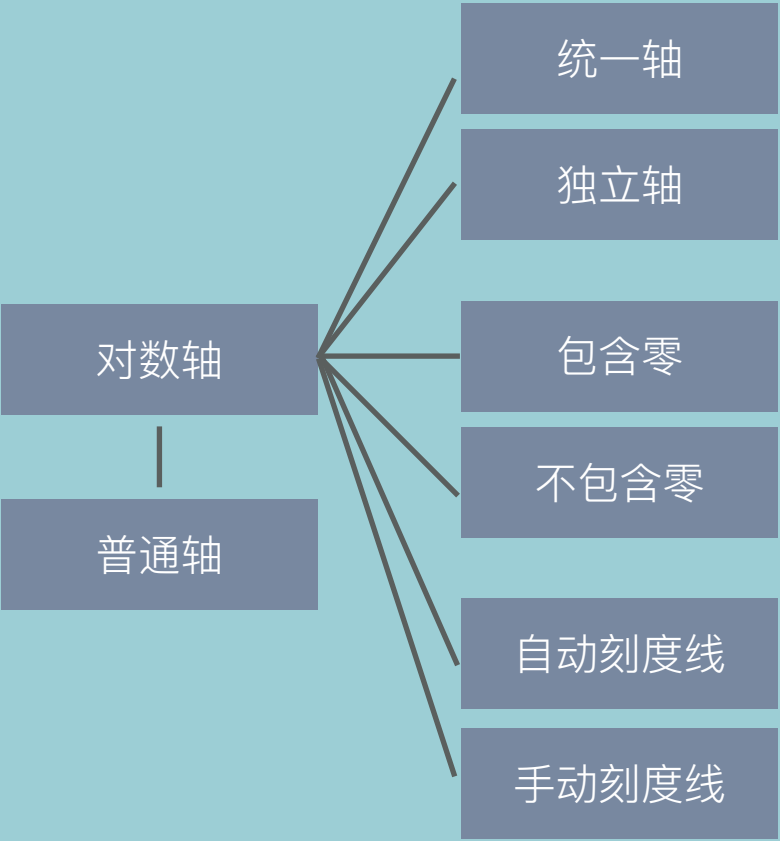 统一轴
独立轴
对数轴
包含零
不包含零
普通轴
自动刻度线
手动刻度线